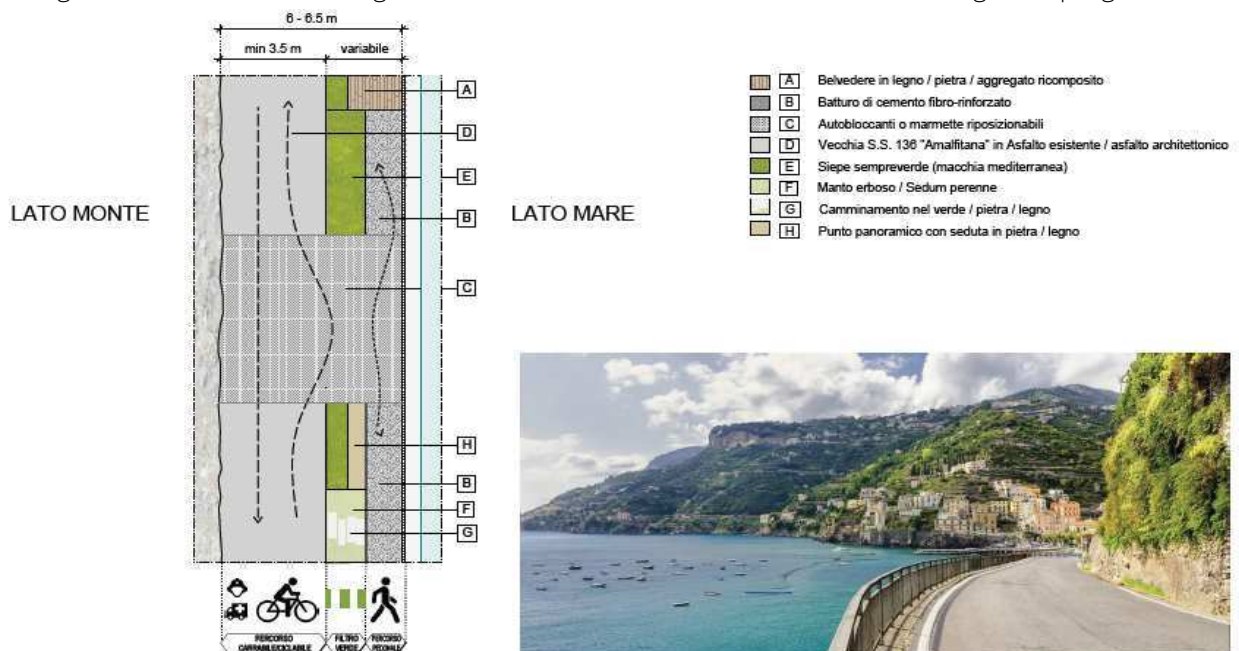 6 - 6.5 m
min 3.5 m
variabile
A
D
E
B
C
H
B
F
G
LATO MONTE
LATO MARE
A Belvedere in legno / pietra / aggregato ricomposito
B Batturo di cemento fibro-rinforzato
C Autobloccanti o marmette riposizionabili
D Vecchia S.S. 136 "Amalfitana" in Asfalto esistente / asfalto architettonico
E Siepe sempreverde (macchia mediterranea)
F Manto erboso / Sedum perenne
G Camminamento nel verde / pietra / legno
H Punto panoramico con seduta in pietra / legno
PERCORSO
CARRABILE/CICLABILE
FILTRO
VERDE
PERCORSO
PEDONALE